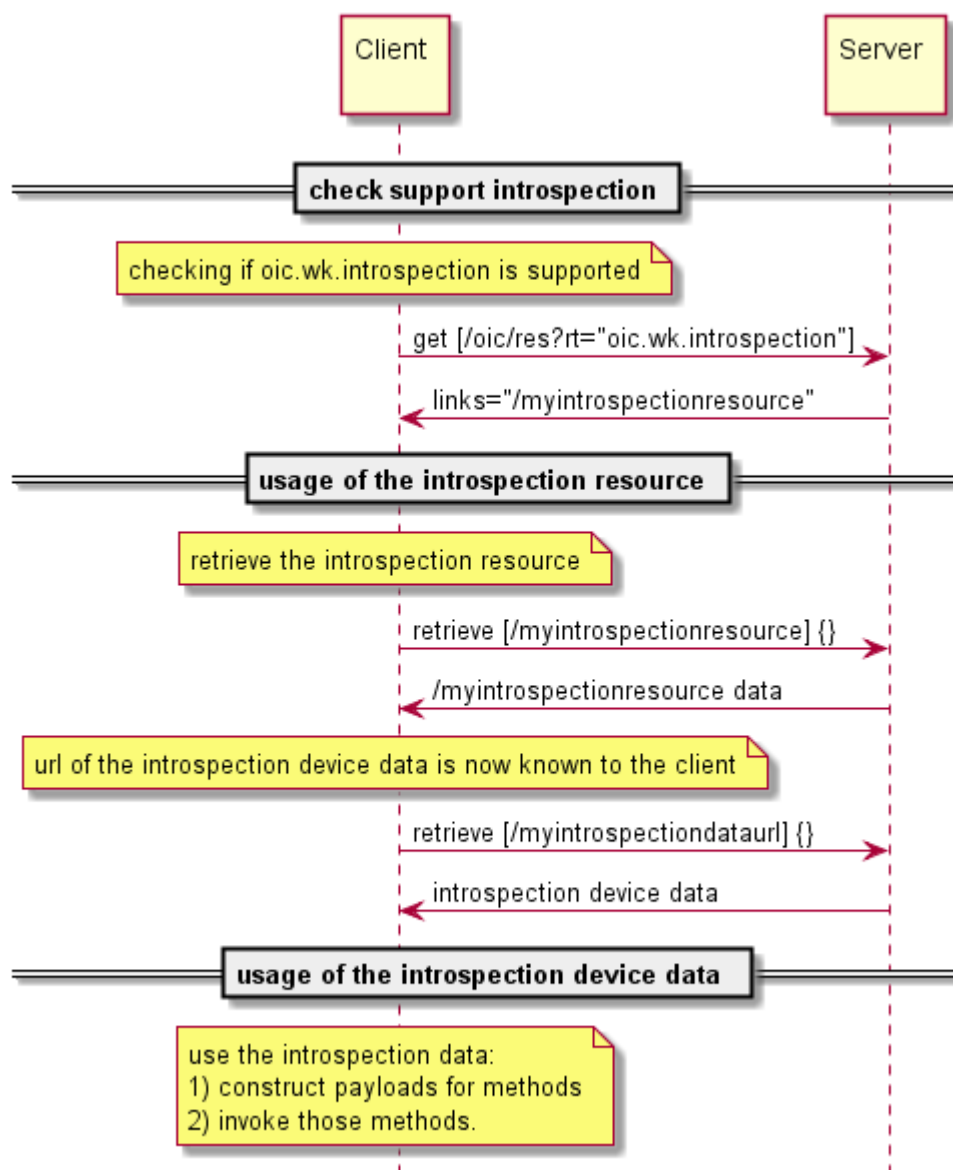 Client
Server
check support introspection
checking if oic.wk.introspection is supported
get [/oic/res?rt="oic.wk.introspection"]
links="/myintrospectionresource"
usage of the introspection resource
retrieve the introspection resource
retrieve [/myintrospectionresource] {}
/myintrospectionresource data
url of the introspection device data is now known to the client
retrieve [/myintrospectiondataurl] {}
introspection device data
usage of the introspection device data
use the introspection data:
1) construct payloads for methods
2) invoke those methods.